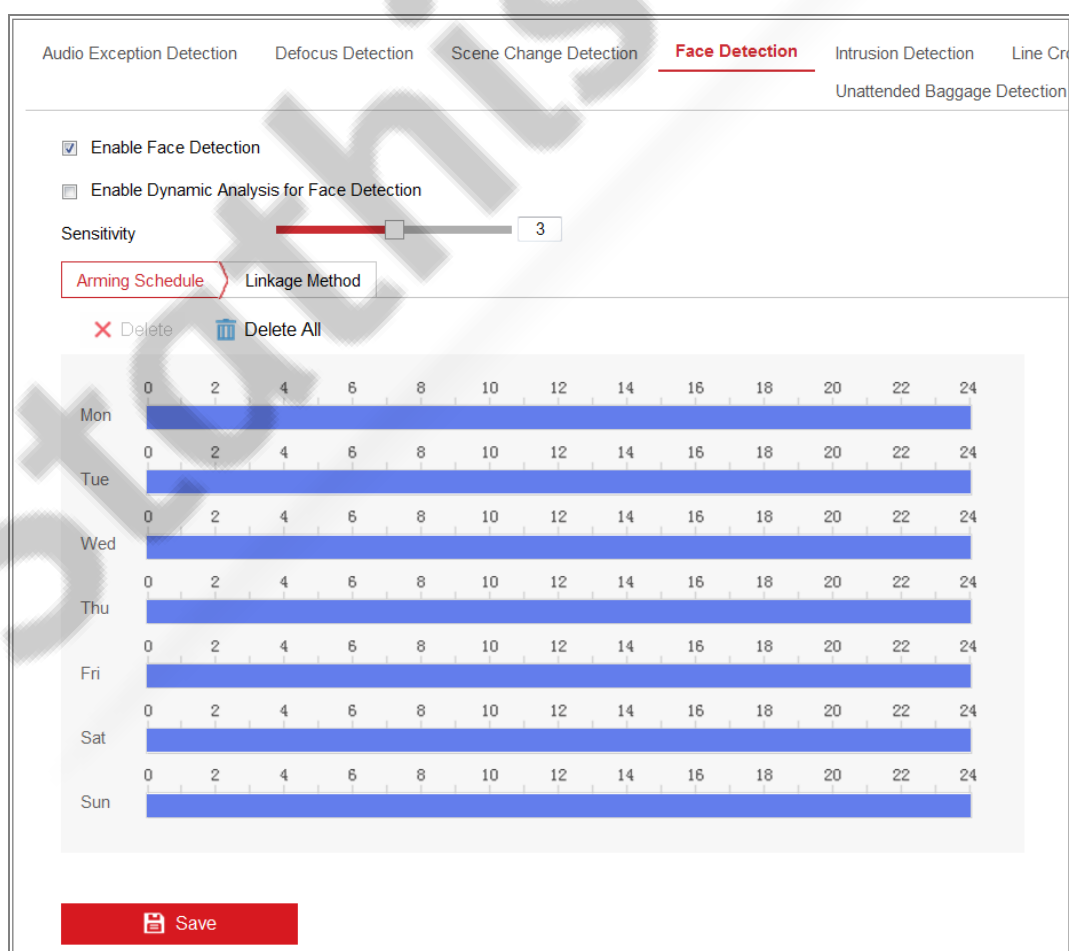 Audio Exception Detection Defocus Detection Scene Change Detection Face Detection Intrusion Detection Line Cro
Unattended Baggage Detection
Enable Face Detection
Enable Dynamic Analysis for Face Detection
Sensitivity 3
Arming Schedule Linkage Method
Delete Delete All
0 2 4 6 8 10 12 14 16 18 20 22 24
Mon
0 2 4 6 8 10 12 14 16 18 20 22 24
Tue
0 2 4 6 8 10 12 14 16 18 20 22 24
Wed
0 2 4 6 8 10 12 14 16 18 20 22 24
Thu
0 2 4 6 8 10 12 14 16 18 20 22 24
Fri
0 2 4 6 8 10 12 14 16 18 20 22 24
Sat
0 2 4 6 8 10 12 14 16 18 20 22 24
Sun
Save